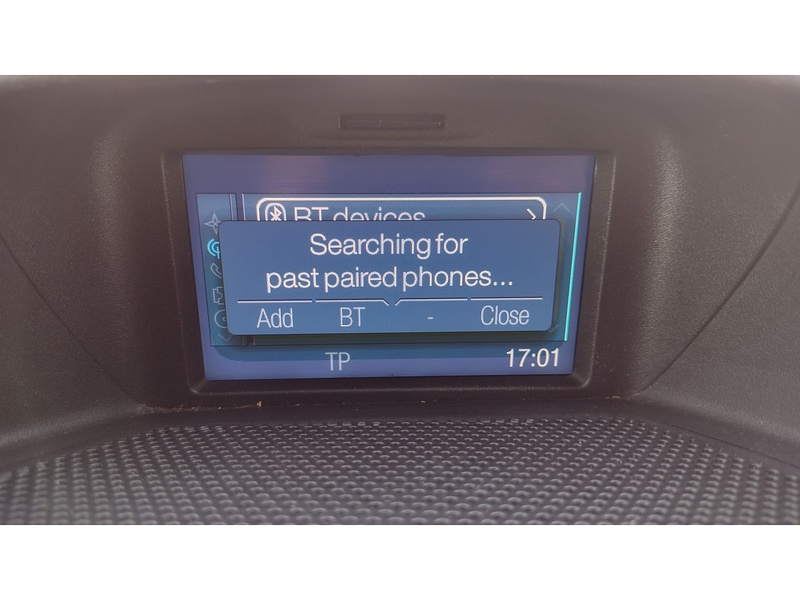 BT devices
Searching for
past paired phones...
Add BT - Close
TP 17:01